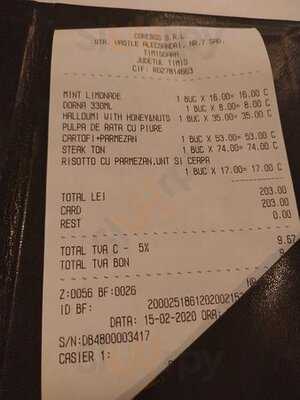 COREDOS S.R.L
STR. VASILE ALECSANDRI, NR.7 SAD.
TIMISOARA
JUDETUL TIMIS
CIF: RO27814663
MINT LIMONADE
1 BUC X 16.00= 16.00 C
DORNA 330ML
1 BUC X 8.00= 8.00 C
HALLOUMI WITH HONEY&NUTS 1 BUC X 35.00= 35.00 C
PULPA DE RATA CU PIURE
CARTOFI+PARMEZAN 1 BUC X 53.00= 53.00 C
STEAK TON 1 BUC X 74.00= 74.00 C
RISOTTO CU PARMEZAN,UNT SI CEAPA
1 BUC X 17.00= 17.00 C
TOTAL LEI 203.00
CARD 203.00
REST 0.00
TOTAL TVA C - 5% 9.67
TOTAL TVA BON
Z:0056 BF:0026
ID BF:
DATA: 15-02-2020 ORA:
S/N:DB4800003417
CASIER 1: